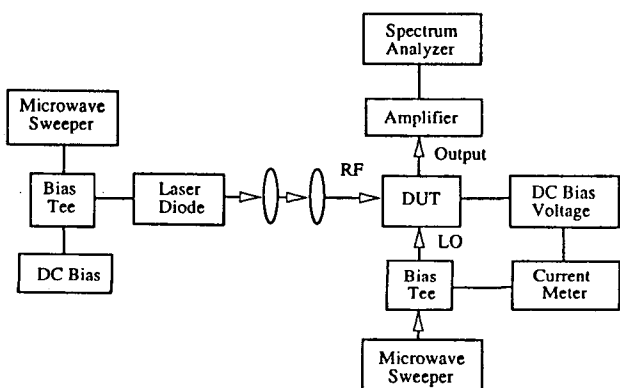 Spectrum
Analyzer
Microwave
Sweeper
Amplifier
Output
RF
Bias
Tee
Laser
Diode
DUT
DC Bias
Voltage
LO
DC Bias
Bias
Tee
Current
Meter
Microwave
Sweeper